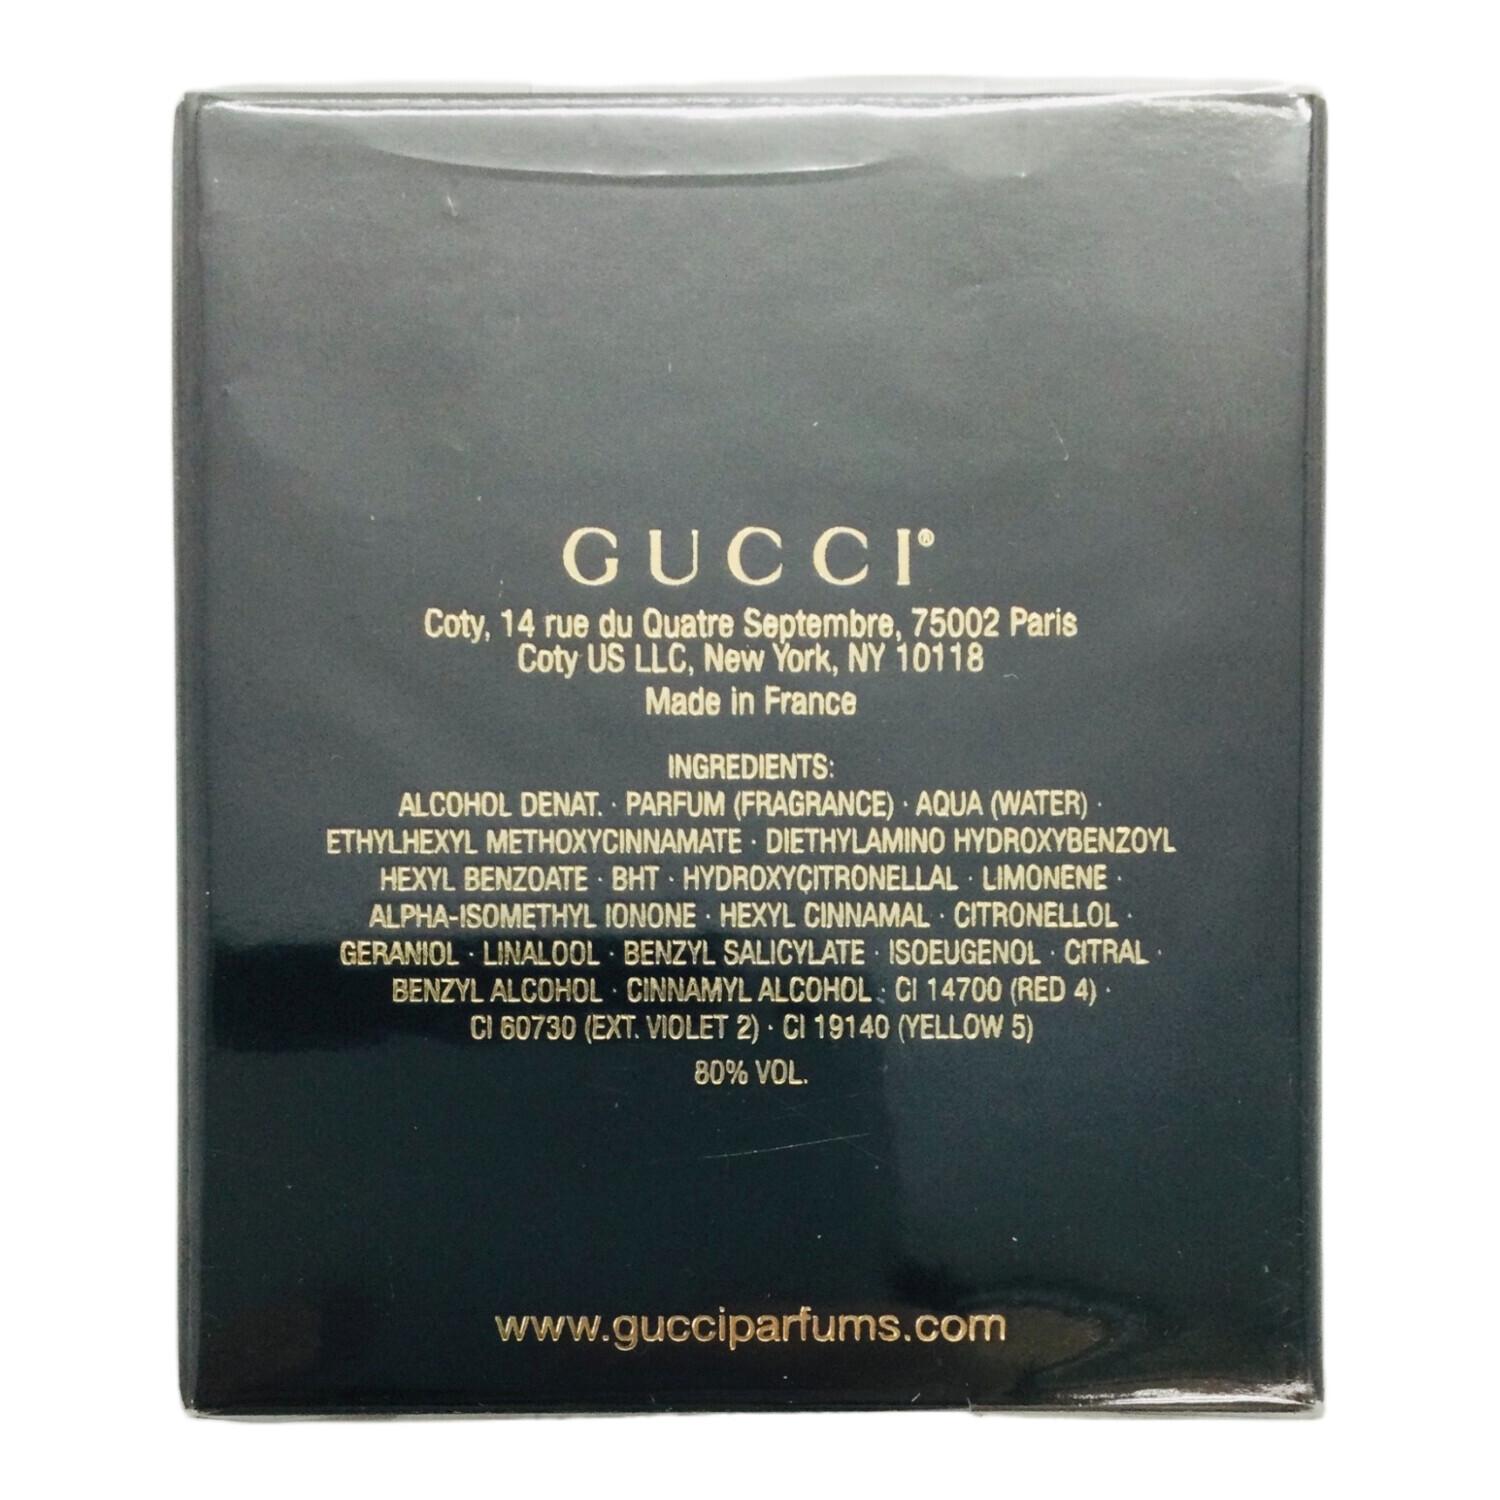 GUCCI®
Coty, 14 rue du Quatre Septembre, 75002 Paris
Coty US LLC, New York, NY 10118
Made in France
INGREDIENTS:
ALCOHOL DENAT. · PARFUM (FRAGRANCE) · AQUA (WATER) ·
ETHYLHEXYL METHOXYCINNAMATE · DIETHYLAMINO HYDROXYBENZOYL
HEXYL BENZOATE · BHT · HYDROXYCITRONELLAL · LIMONENE ·
ALPHA-ISOMETHYL IONONE · HEXYL CINNAMAL · CITRONELLOL ·
GERANIOL · LINALOOL · BENZYL SALICYLATE · ISOEUGENOL · CITRAL ·
BENZYL ALCOHOL · CINNAMYL ALCOHOL · CI 14700 (RED 4) ·
CI 60730 (EXT. VIOLET 2) · CI 19140 (YELLOW 5)
80% VOL.
www.gucciparfums.com